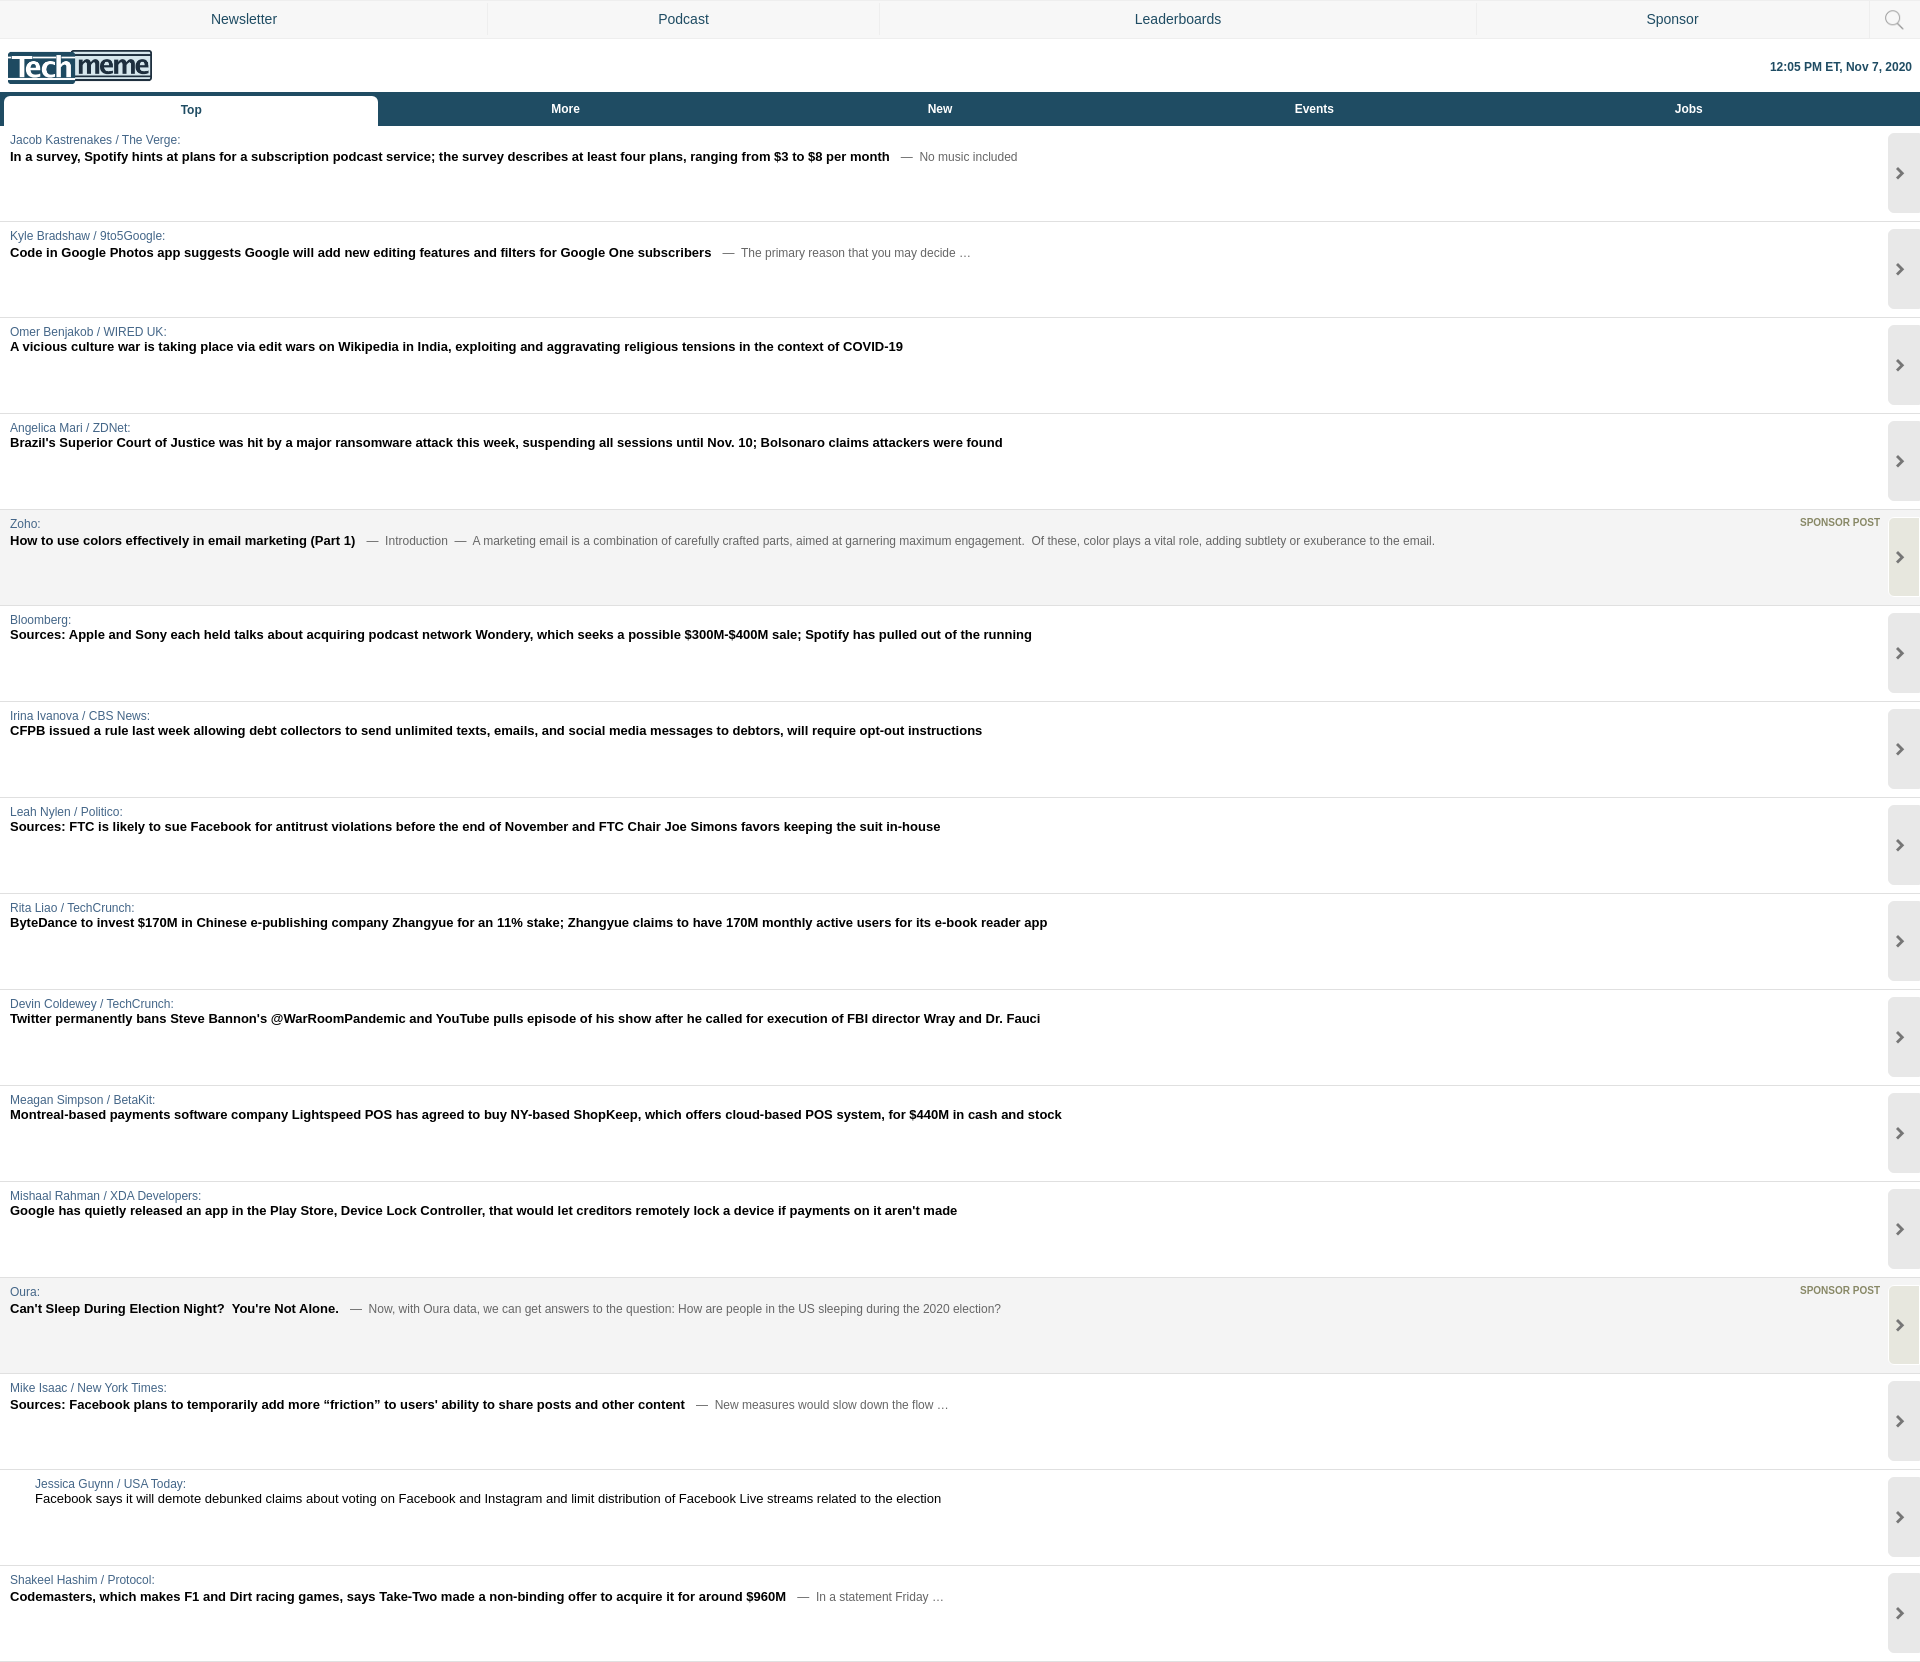 Newsletter
Podcast
Leaderboards
Sponsor
Techmeme
12:05 PM ET, Nov 7, 2020
Top
More
New
Events
Jobs
Jacob Kastrenakes / The Verge:
In a survey, Spotify hints at plans for a subscription podcast service; the survey describes at least four plans, ranging from $3 to $8 per month — No music included
Kyle Bradshaw / 9to5Google:
Code in Google Photos app suggests Google will add new editing features and filters for Google One subscribers — The primary reason that you may decide …
Omer Benjakob / WIRED UK:
A vicious culture war is taking place via edit wars on Wikipedia in India, exploiting and aggravating religious tensions in the context of COVID-19
Angelica Mari / ZDNet:
Brazil's Superior Court of Justice was hit by a major ransomware attack this week, suspending all sessions until Nov. 10; Bolsonaro claims attackers were found
Zoho:
SPONSOR POST
How to use colors effectively in email marketing (Part 1) — Introduction — A marketing email is a combination of carefully crafted parts, aimed at garnering maximum engagement. Of these, color plays a vital role, adding subtlety or exuberance to the email.
Bloomberg:
Sources: Apple and Sony each held talks about acquiring podcast network Wondery, which seeks a possible $300M-$400M sale; Spotify has pulled out of the running
Irina Ivanova / CBS News:
CFPB issued a rule last week allowing debt collectors to send unlimited texts, emails, and social media messages to debtors, will require opt-out instructions
Leah Nylen / Politico:
Sources: FTC is likely to sue Facebook for antitrust violations before the end of November and FTC Chair Joe Simons favors keeping the suit in-house
Rita Liao / TechCrunch:
ByteDance to invest $170M in Chinese e-publishing company Zhangyue for an 11% stake; Zhangyue claims to have 170M monthly active users for its e-book reader app
Devin Coldewey / TechCrunch:
Twitter permanently bans Steve Bannon's @WarRoomPandemic and YouTube pulls episode of his show after he called for execution of FBI director Wray and Dr. Fauci
Meagan Simpson / BetaKit:
Montreal-based payments software company Lightspeed POS has agreed to buy NY-based ShopKeep, which offers cloud-based POS system, for $440M in cash and stock
Mishaal Rahman / XDA Developers:
Google has quietly released an app in the Play Store, Device Lock Controller, that would let creditors remotely lock a device if payments on it aren't made
Oura:
SPONSOR POST
Can't Sleep During Election Night? You're Not Alone. — Now, with Oura data, we can get answers to the question: How are people in the US sleeping during the 2020 election?
Mike Isaac / New York Times:
Sources: Facebook plans to temporarily add more “friction” to users' ability to share posts and other content — New measures would slow down the flow …
Jessica Guynn / USA Today:
Facebook says it will demote debunked claims about voting on Facebook and Instagram and limit distribution of Facebook Live streams related to the election
Shakeel Hashim / Protocol:
Codemasters, which makes F1 and Dirt racing games, says Take-Two made a non-binding offer to acquire it for around $960M — In a statement Friday …